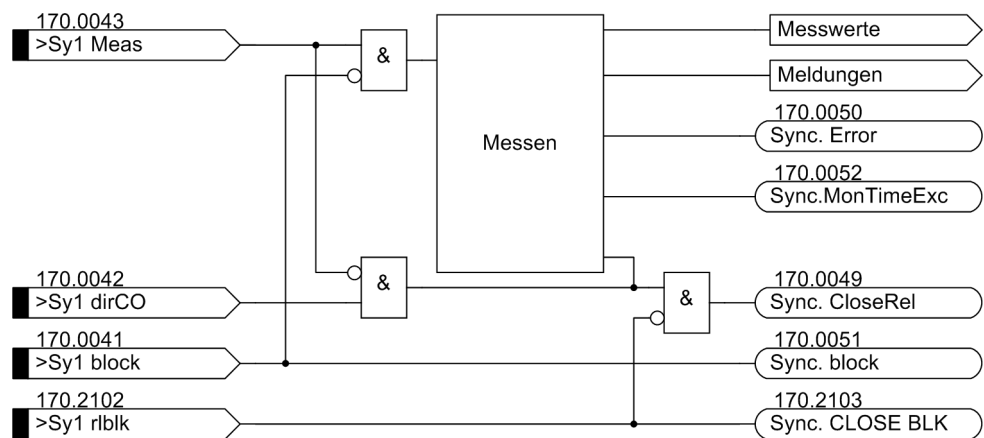 170.0043
>Sy1 Meas
&
Messen
Messwerte
Meldungen
170.0050
Sync. Error
170.0052
Sync.MonTimeExc
170.0042
>Sy1 dirCO
&
&
170.0049
Sync. CloseRel
170.0041
>Sy1 block
170.0051
Sync. block
170.2102
>Sy1 rlblk
170.2103
Sync. CLOSE BLK